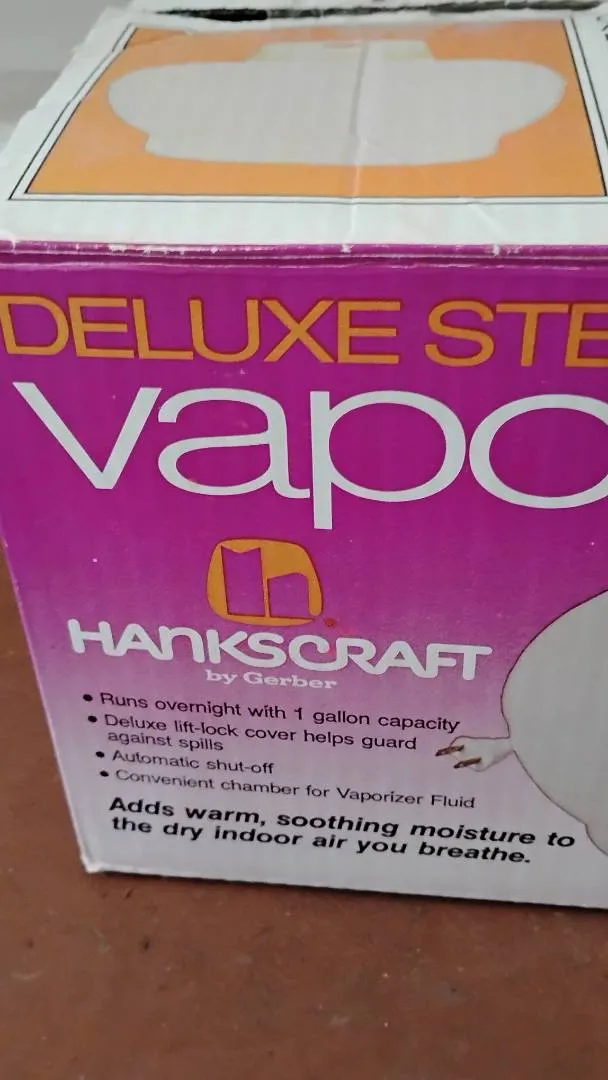 DELUXE STE
vapo
HANKSCRAFT
by Gerber
• Runs overnight with 1 gallon capacity
• Deluxe lift-lock cover helps guard
against spills
• Automatic shut-off
• Convenient chamber for Vaporizer Fluid
Adds warm, soothing moisture to
the dry indoor air you breathe.